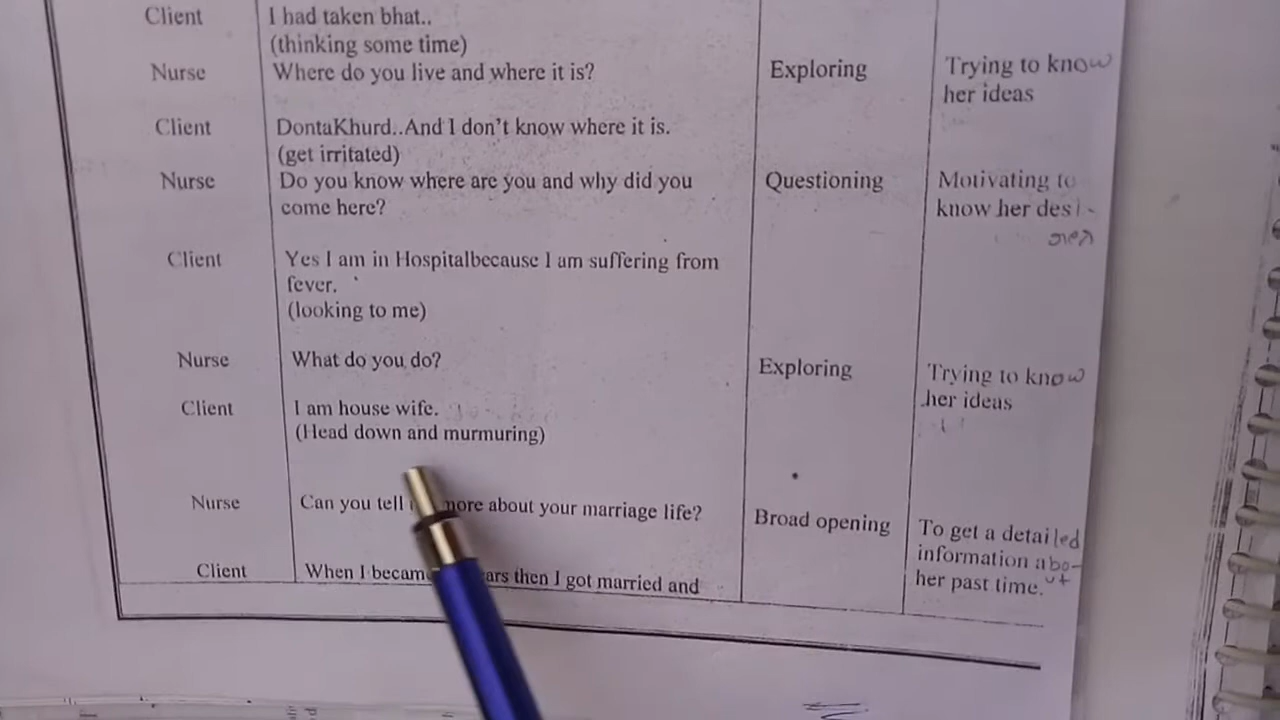 Client I had taken bhat..
(thinking some time)
Nurse Where do you live and where it is? Exploring Trying to know
her ideas
Client DontaKhurd..And I don't know where it is.
(get irritated)
Nurse Do you know where are you and why did you Questioning Motivating to
come here? know her desi-
Client Yes I am in Hospitalbecause I am suffering from
fever.
(looking to me)
Nurse What do you do? Exploring Trying to know
her ideas
Client I am house wife.
(Head down and murmuring)
Nurse Can you tell more about your marriage life? Broad opening To get a detailed
information abo-
ut
her past time.
Client When I became then I got married and